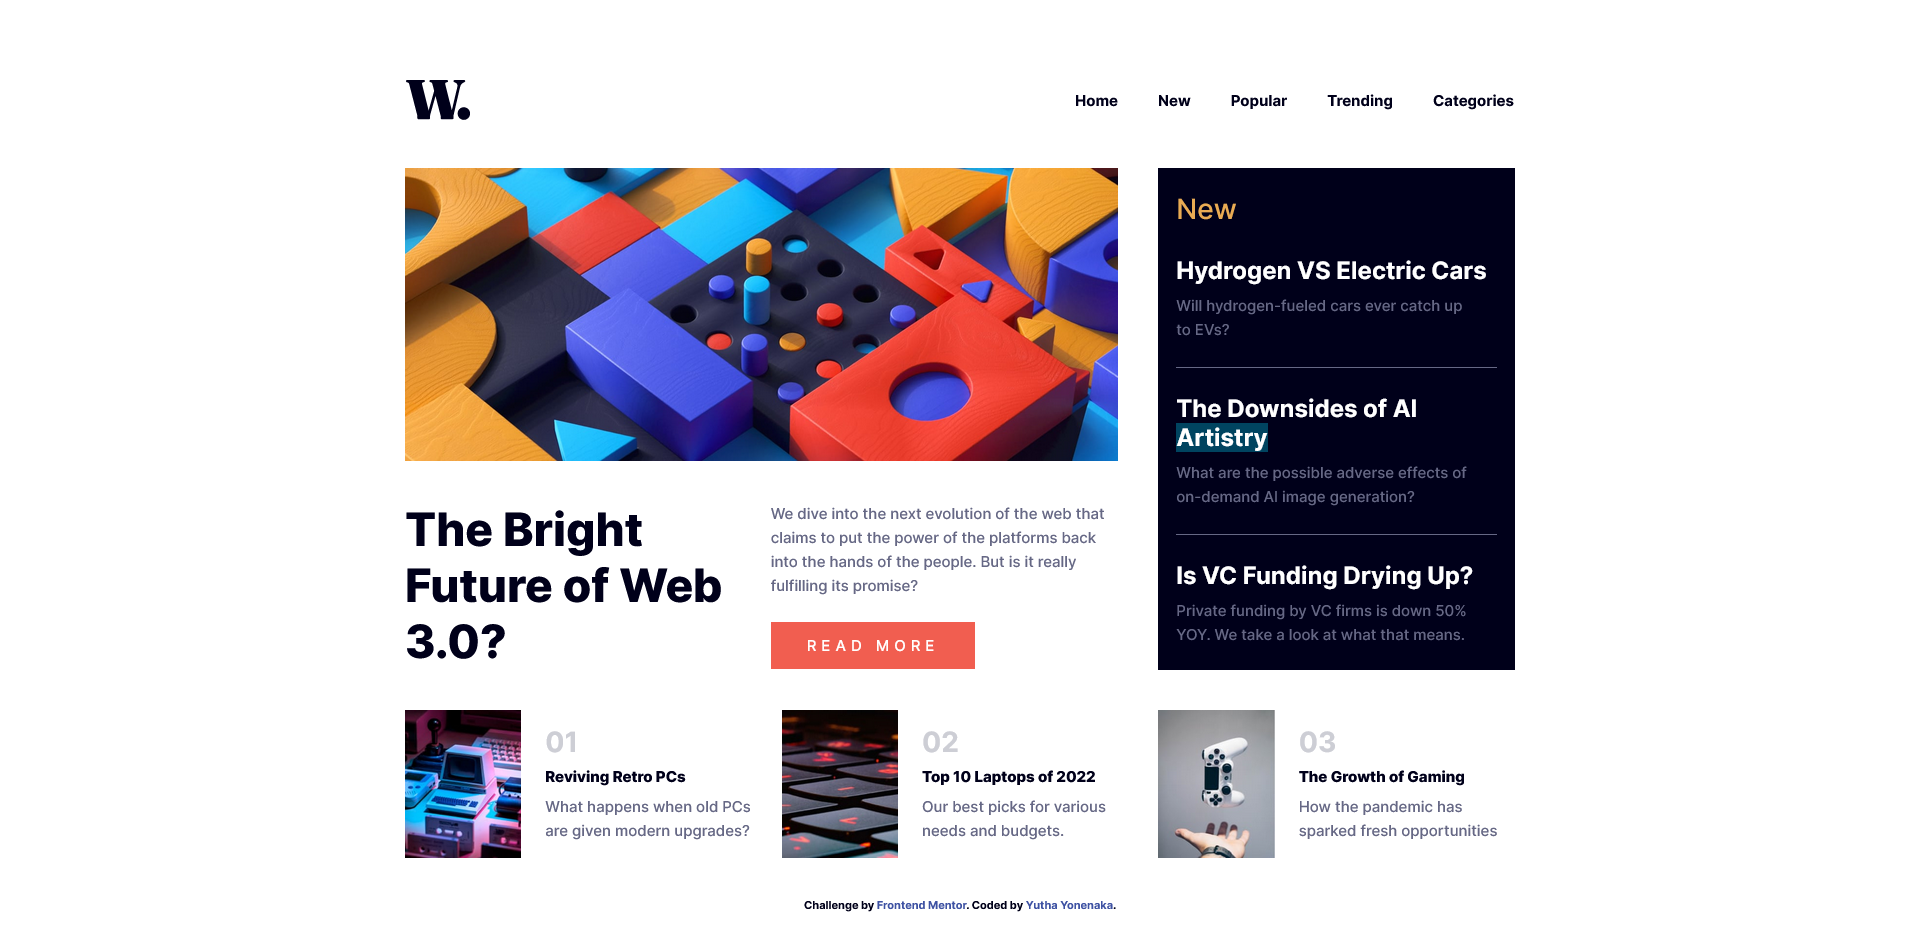 W.
Home New Popular Trending Categories
New
Hydrogen VS Electric Cars
Will hydrogen-fueled cars ever catch up
to EVs?
The Downsides of AI
Artistry
What are the possible adverse effects of
on-demand AI image generation?
Is VC Funding Drying Up?
Private funding by VC firms is down 50%
YOY. We take a look at what that means.
The Bright
Future of Web
3.0?
We dive into the next evolution of the web that
claims to put the power of the platforms back
into the hands of the people. But is it really
fulfilling its promise?
READ MORE
01
Reviving Retro PCs
What happens when old PCs
are given modern upgrades?
02
Top 10 Laptops of 2022
Our best picks for various
needs and budgets.
03
The Growth of Gaming
How the pandemic has
sparked fresh opportunities
Challenge by Frontend Mentor. Coded by Yutha Yonenaka.